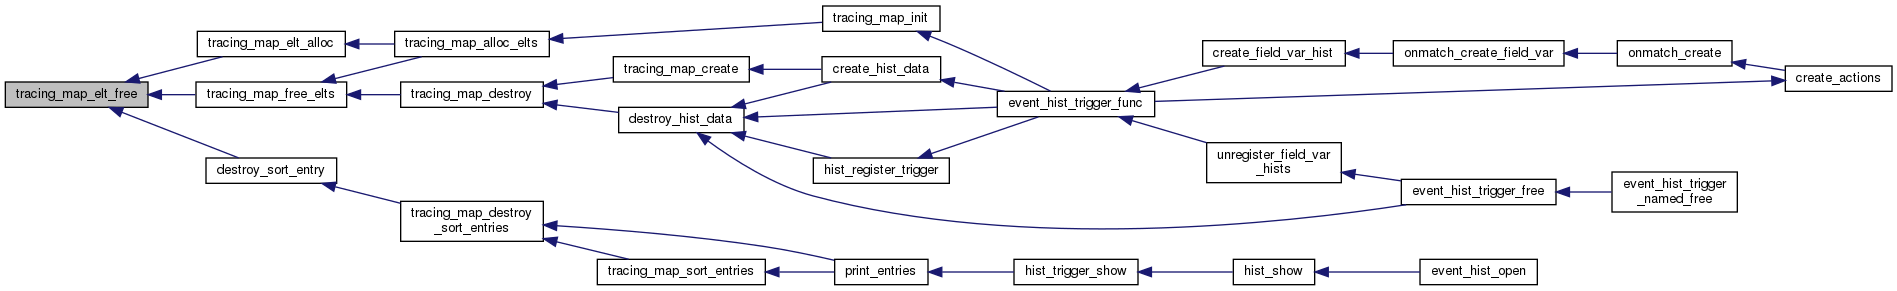 tracing_map_init
tracing_map_elt_alloc
tracing_map_alloc_elts
create_field_var_hist
onmatch_create_field_var
onmatch_create
tracing_map_create
create_hist_data
create_actions
tracing_map_elt_free
tracing_map_free_elts
tracing_map_destroy
event_hist_trigger_func
destroy_hist_data
unregister_field_var
_hists
destroy_sort_entry
hist_register_trigger
event_hist_trigger_free
event_hist_trigger
_named_free
tracing_map_destroy
_sort_entries
tracing_map_sort_entries
print_entries
hist_trigger_show
hist_show
event_hist_open